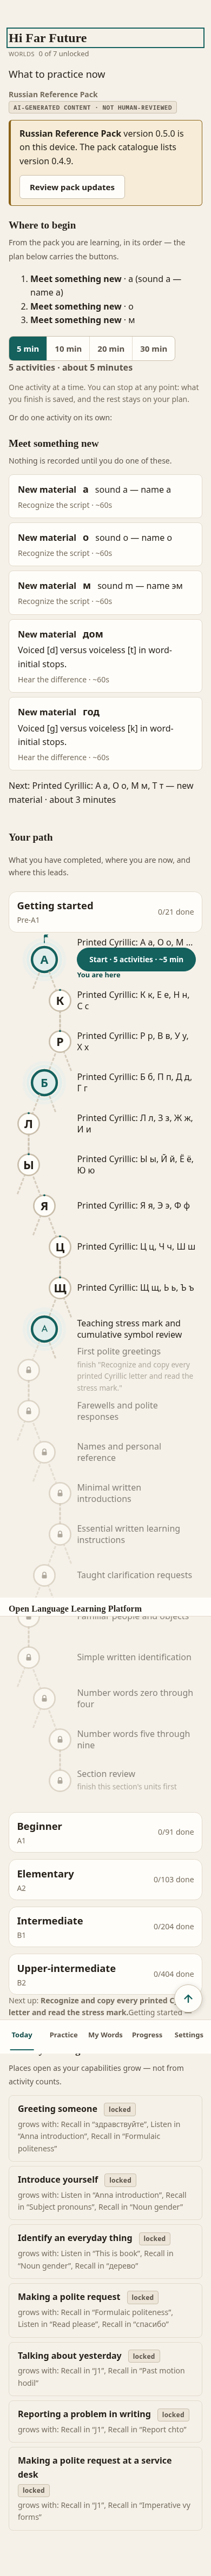 Hi Far Future
WORLDS 0 of 7 unlocked
What to practice now
Russian Reference Pack
AI-GENERATED CONTENT · NOT HUMAN-REVIEWED
Russian Reference Pack version 0.5.0 is
on this device. The pack catalogue lists
version 0.4.9.
Review pack updates
Where to begin
From the pack you are learning, in its order — the
plan below carries the buttons.
1. Meet something new · а (sound a —
name а)
2. Meet something new · о
3. Meet something new · м
5 min
10 min
20 min
30 min
5 activities · about 5 minutes
One activity at a time. You can stop at any point: what
you finish is saved, and the rest stays on your plan.
Or do one activity on its own:
Meet something new
Nothing is recorded until you do one of these.
New material а sound a — name а
Recognize the script · ~60s
New material о sound o — name о
Recognize the script · ~60s
New material м sound m — name эм
Recognize the script · ~60s
New material дом
Voiced [d] versus voiceless [t] in word-
initial stops.
Hear the difference · ~60s
New material год
Voiced [g] versus voiceless [k] in word-
initial stops.
Hear the difference · ~60s
Next: Printed Cyrillic: А а, О о, М м, Т т — new
material · about 3 minutes
Your path
What you have completed, where you are now, and
where this leads.
Getting started
Pre-A1
0/21 done
Printed Cyrillic: А а, О о, М ...
А
Start · 5 activities · ~5 min
You are here
К
Printed Cyrillic: К к, Е е, Н н,
С с
Р
Printed Cyrillic: Р р, В в, У у,
Х х
Б
Printed Cyrillic: Б б, П п, Д д,
Г г
Л
Printed Cyrillic: Л л, З з, Ж ж,
И и
Ы
Printed Cyrillic: Ы ы, Й й, Ё ё,
Ю ю
Я
Printed Cyrillic: Я я, Э э, Ф ф
Ц
Printed Cyrillic: Ц ц, Ч ч, Ш ш
Щ
Printed Cyrillic: Щ щ, Ь ь, Ъ ъ
А
Teaching stress mark and
cumulative symbol review
First polite greetings
finish "Recognize and copy every
printed Cyrillic letter and read the
stress mark."
Farewells and polite
responses
Names and personal
reference
Minimal written
introductions
Essential written learning
instructions
Taught clarification requests
Open Language Learning Platform
Familiar people and objects
Simple written identification
Number words zero through
four
Number words five through
nine
Section review
finish this section's units first
Beginner
A1
0/91 done
Elementary
A2
0/103 done
Intermediate
B1
0/204 done
Upper-intermediate
B2
0/404 done
Next up: Recognize and copy every printed
letter and read the stress mark. Getting started —
Today
Practice
My Words
Progress
Settings
Places open as your capabilities grow — not from
activity counts.
Greeting someone locked
grows with: Recall in "здравствуйте", Listen in
"Anna introduction", Recall in "Formulaic
politeness"
Introduce yourself locked
grows with: Listen in "Anna introduction", Recall
in "Subject pronouns", Recall in "Noun gender"
Identify an everyday thing locked
grows with: Listen in "This is book", Recall in
"Noun gender", Recall in "дерево"
Making a polite request locked
grows with: Recall in "Formulaic politeness",
Listen in "Read please", Recall in "спасибо"
Talking about yesterday locked
grows with: Recall in "J1", Recall in "Past motion
hodil"
Reporting a problem in writing locked
grows with: Recall in "J1", Recall in "Report chto"
Making a polite request at a service
desk
locked
grows with: Recall in "J1", Recall in "Imperative vy
forms"